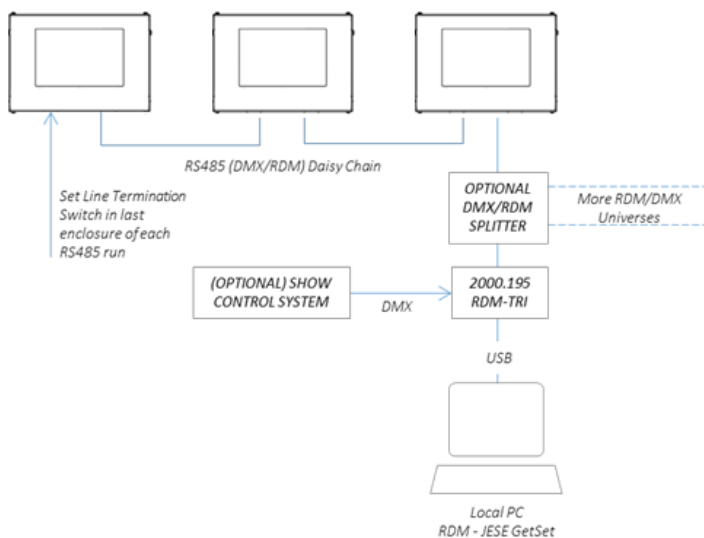 RS485 (DMX/RDM) Daisy Chain
Set Line Termination
Switch in last
enclosure of each
RS485 run
OPTIONAL
DMX/RDM
SPLITTER
More RDM/DMX
Universes
(OPTIONAL) SHOW
CONTROL SYSTEM
DMX
2000.195
RDM-TRI
USB
Local PC
RDM - JESE GetSet